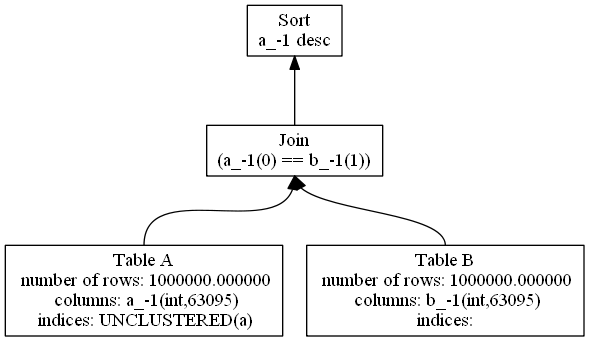 Sort
a_-1 desc
Join
(a_-1(0) == b_-1(1))
Table A
number of rows: 1000000.000000
columns: a_-1(int,63095)
indices: UNCLUSTERED(a)
Table B
number of rows: 1000000.000000
columns: b_-1(int,63095)
indices: